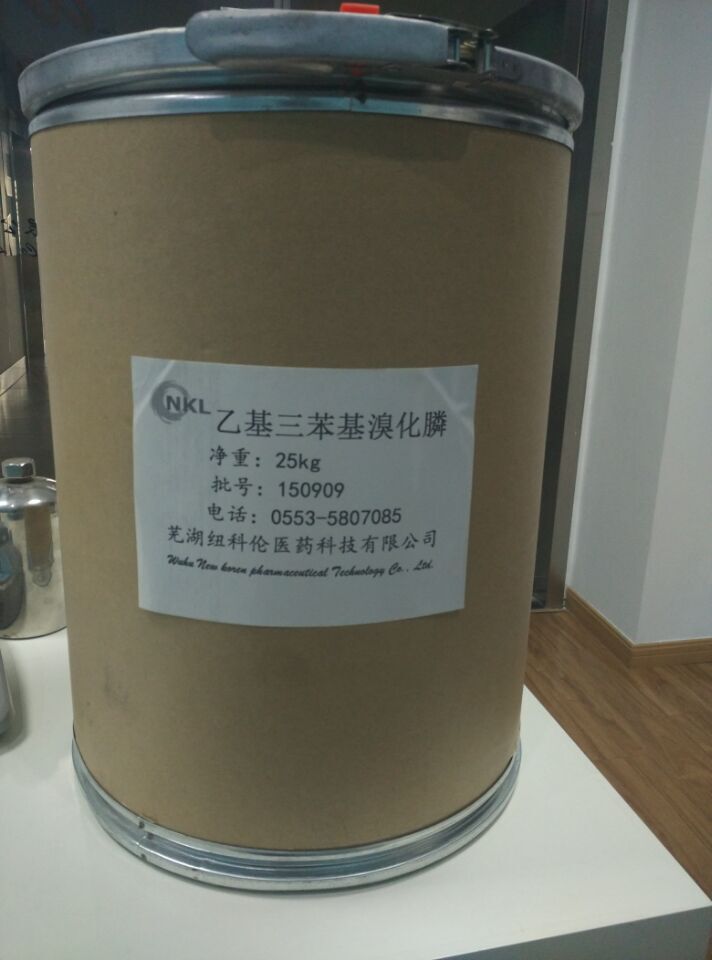 NKL 乙基三苯基溴化膦
净重：25kg
批号：150909
电话：0553-5807085
芜湖纽科伦医药科技有限公司
Wuhu New koren pharmaceutical Technology Co., Ltd.